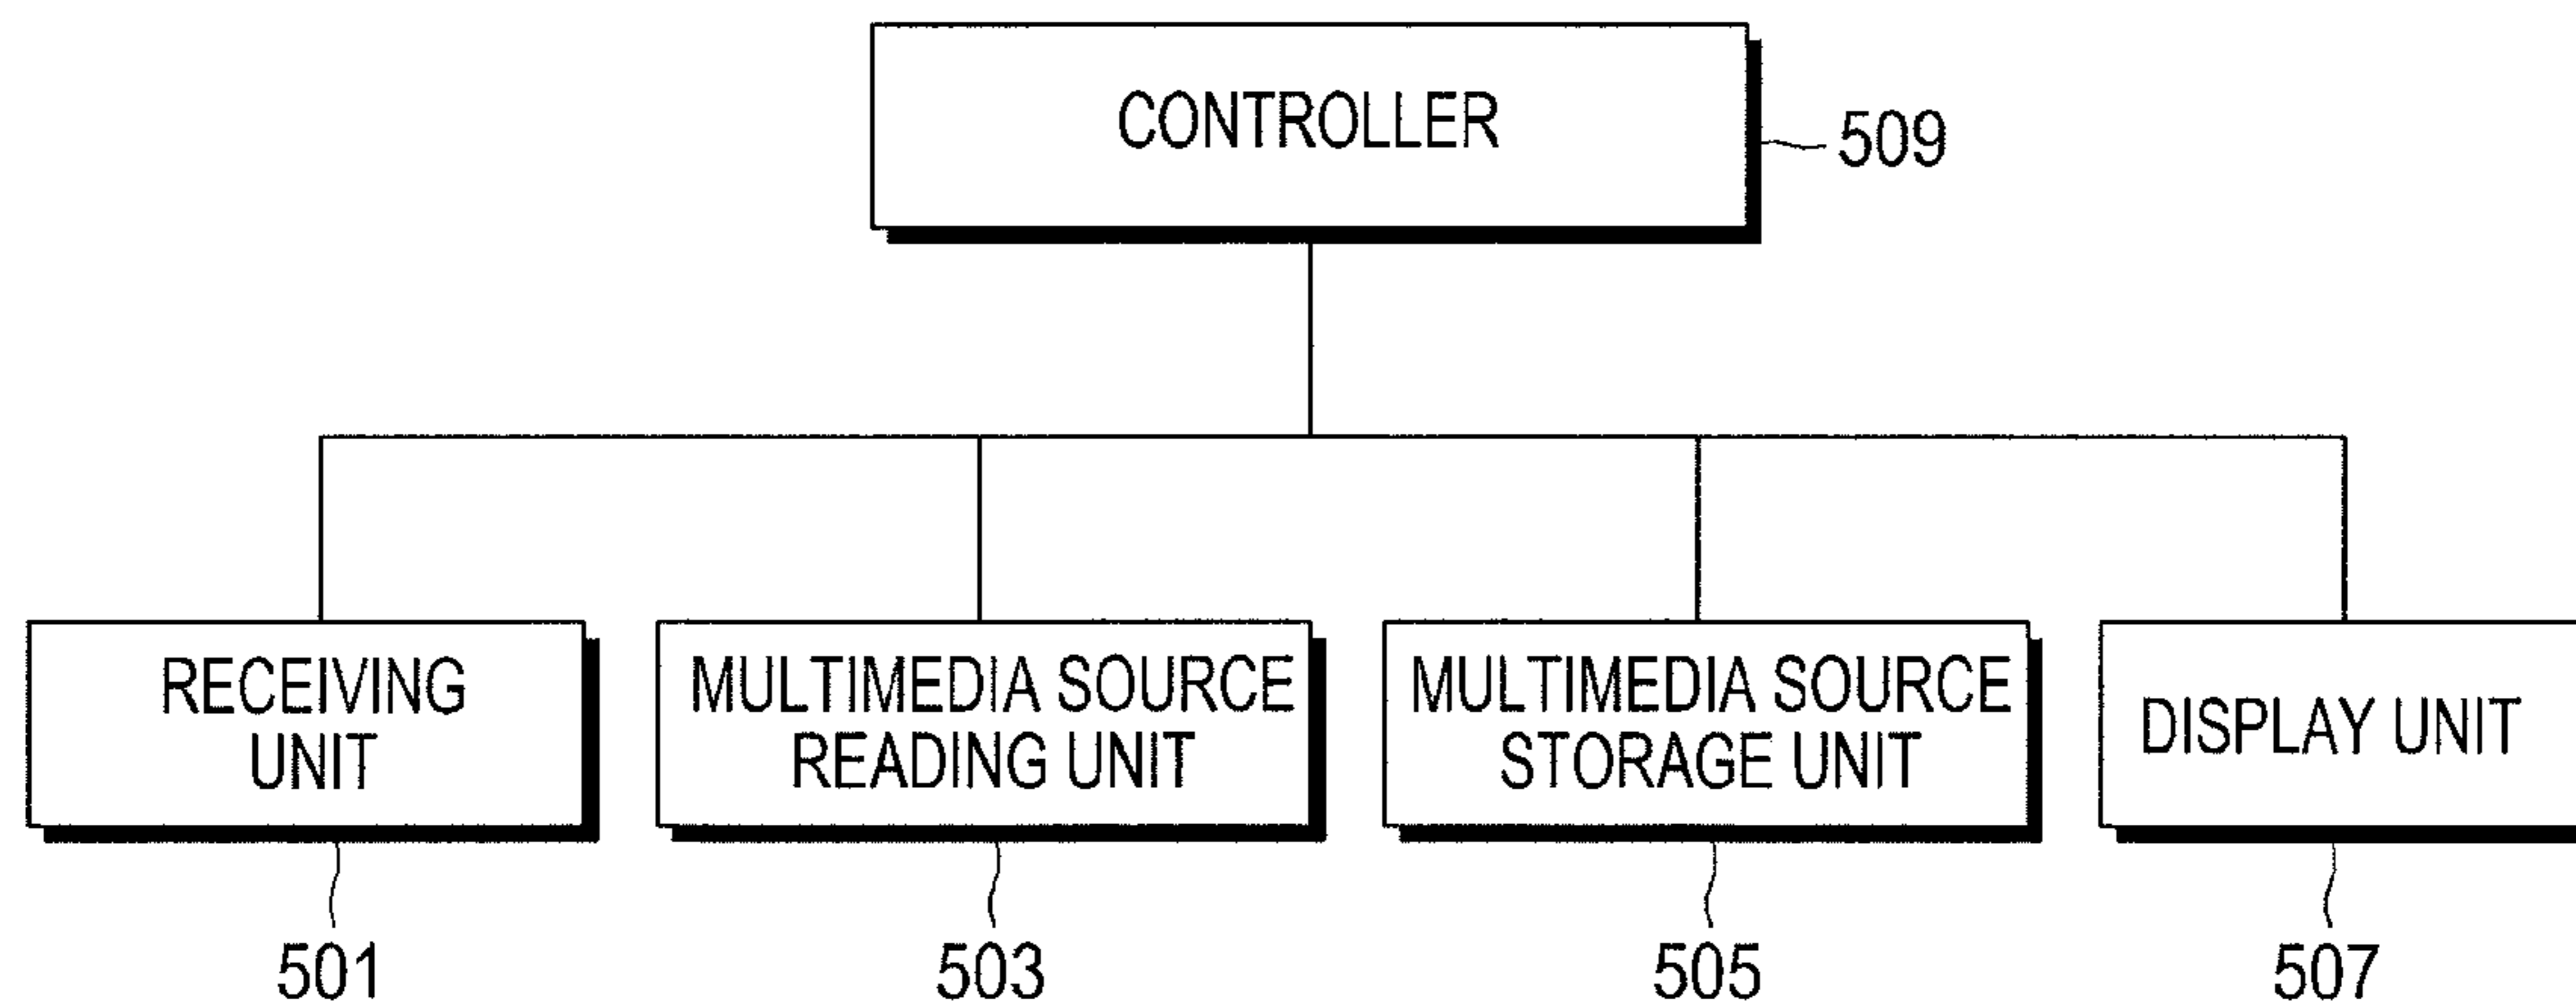 CONTROLLER
509
RECEIVING
UNIT
MULTIMEDIA SOURCE
READING UNIT
MULTIMEDIA SOURCE
STORAGE UNIT
DISPLAY UNIT
501
503
505
507